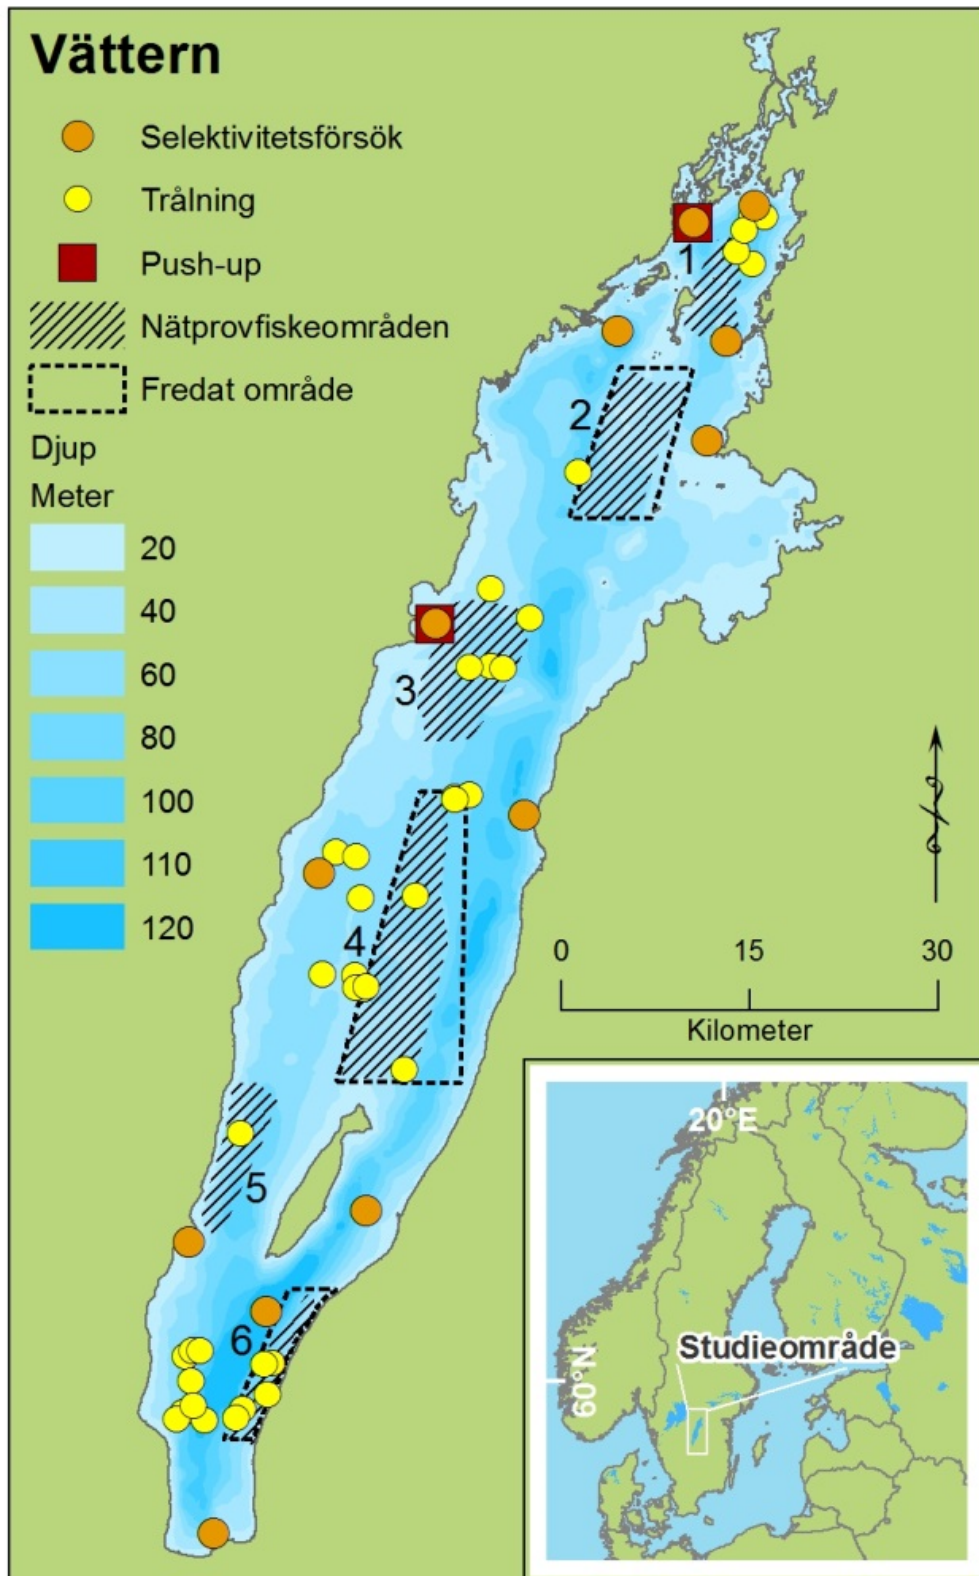 Vättern
Selektivitetsförsök
Trålning
Push-up
Nätprovfiskeområden
Fredat område
Djup
Meter
20
40
60
80
100
110
120
1
2
3
4
5
6
0 15 30
Kilometer
20°E
60°N
Studieområde